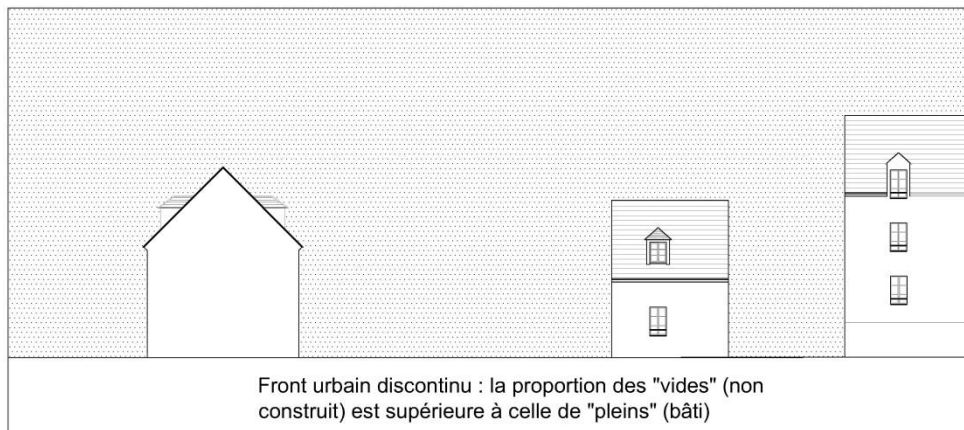 Front urbain discontinu : la proportion des "vides" (non
construit) est supérieure à celle de "pleins" (bâti)